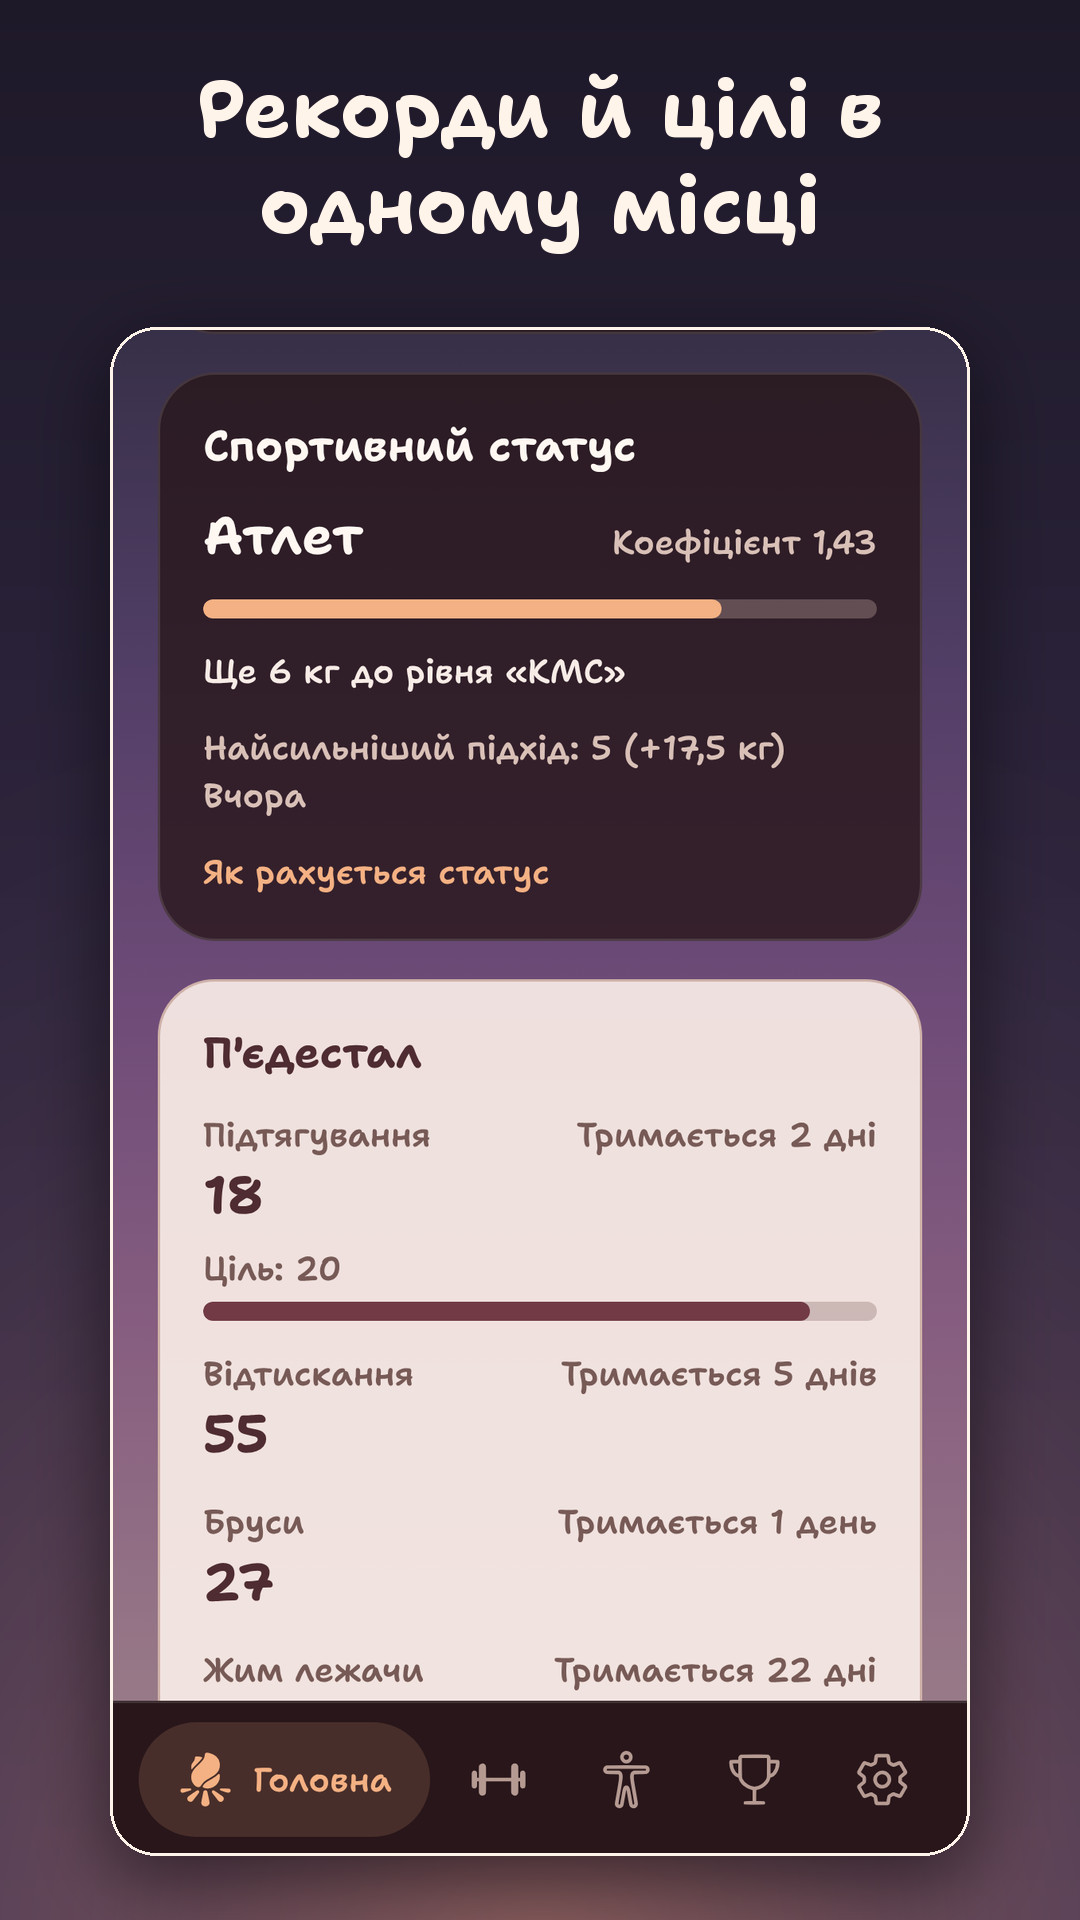 Рекорди й цілі в
одному місці
Спортивний статус
Атлет
Коефіцієнт 1,43
Ще 6 кг до рівня «КМС»
Найсильніший підхід: 5 (+17,5 кг)
Вчора
Як рахується статус
П'єдестал
Підтягування
Тримається 2 дні
18
Ціль: 20
Відтискання
Тримається 5 днів
55
Бруси
Тримається 1 день
27
Жим лежачи
Тримається 22 дні
Головна